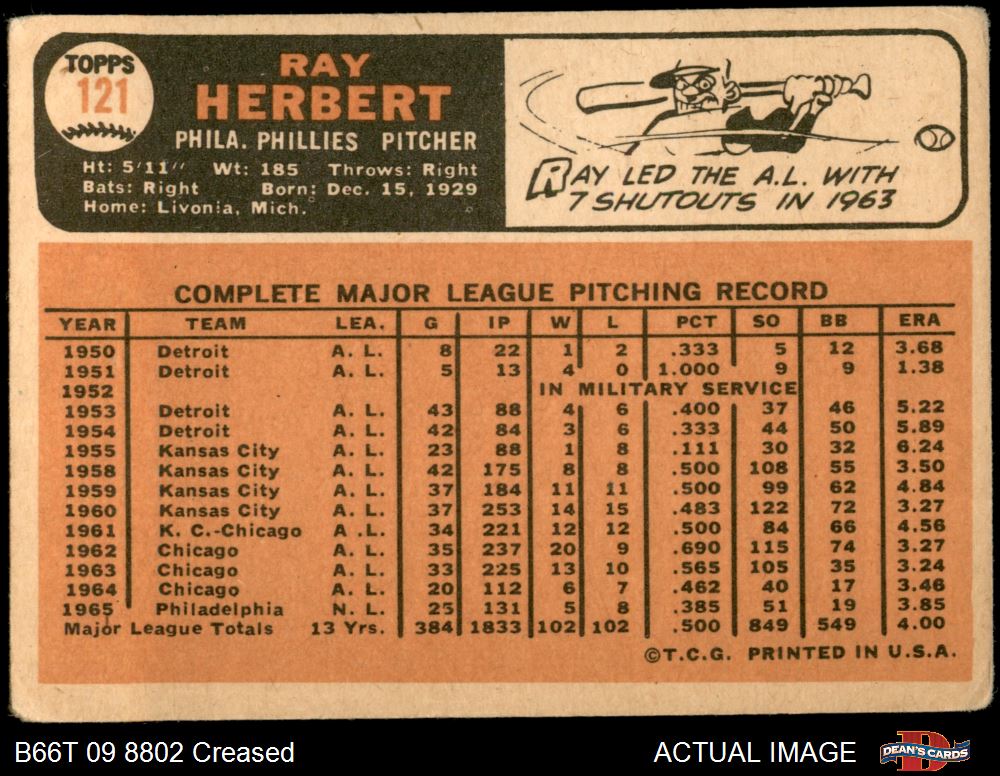 TOPPS
121
RAY
HERBERT
PHILA. PHILLIES PITCHER
Ht: 5'11" Wt: 185 Throws: Right
Bats: Right Born: Dec. 15, 1929
Home: Livonia, Mich.
RAY LED THE A.L. WITH
7 SHUTOUTS IN 1963
COMPLETE MAJOR LEAGUE PITCHING RECORD
YEAR TEAM LEA. G IP W L PCT SO BB ERA
1950 Detroit A. L. 8 22 1 2 .333 5 12 3.68
1951 Detroit A. L. 5 13 4 0 1.000 9 9 1.38
1952 IN MILITARY SERVICE
1953 Detroit A. L. 43 88 4 6 .400 37 46 5.22
1954 Detroit A. L. 42 84 3 6 .333 44 50 5.89
1955 Kansas City A. L. 23 88 1 8 .111 30 32 6.24
1958 Kansas City A. L. 42 175 8 8 .500 108 55 3.50
1959 Kansas City A. L. 37 184 11 11 .500 99 62 4.84
1960 Kansas City A. L. 37 253 14 15 .483 122 72 3.27
1961 K. C.-Chicago A .L. 34 221 12 12 .500 84 66 4.56
1962 Chicago A. L. 35 237 20 9 .690 115 74 3.27
1963 Chicago A. L. 33 225 13 10 .565 105 35 3.24
1964 Chicago A. L. 20 112 6 7 .462 40 17 3.46
1965 Philadelphia N. L. 25 131 5 8 .385 51 19 3.85
Major League Totals 13 Yrs. 384 1833 102 102 .500 849 549 4.00
©T.C.G. PRINTED IN U.S.A.
B66T 09 8802 Creased ACTUAL IMAGE
DEAN'S CARDS